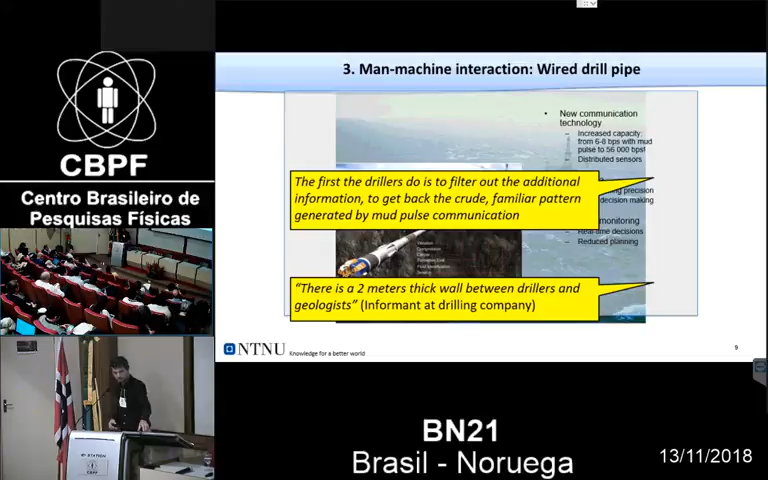 CBPF
Centro Brasileiro de
Pesquisas Físicas
3. Man-machine interaction: Wired drill pipe
• New communication
technology
– Increased capacity:
from 6-8 bps with mud
pulse to 56 000 bps!
– Distributed sensors
The first the drillers do is to filter out the additional
information, to get back the crude, familiar pattern
generated by mud pulse communication
precision
decision making
monitoring
– Real-time decisions
– Reduced planning
"There is a 2 meters thick wall between drillers and
geologists" (Informant at drilling company)
NTNU
Knowledge for a better world
9
CBPF
BN21
Brasil - Noruega
13/11/2018